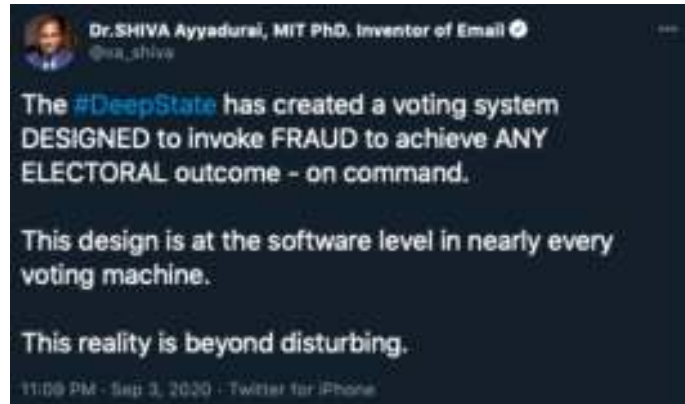 Dr.SHIVA Ayyadurai, MIT PhD. Inventor of Email
@va_shiva
The #DeepState has created a voting system
DESIGNED to invoke FRAUD to achieve ANY
ELECTORAL outcome - on command.
This design is at the software level in nearly every
voting machine.
This reality is beyond disturbing.
11:09 PM · Sep 3, 2020 · Twitter for iPhone